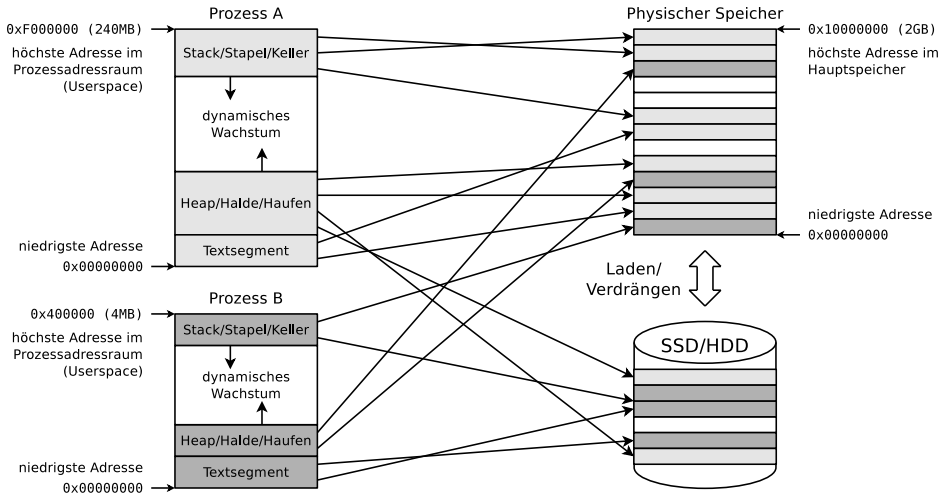 Prozess A
0xF000000 (240MB)
höchste Adresse im
Prozessadressraum
(Userspace)
Stack/Stapel/Keller
dynamisches
Wachstum
Heap/Halde/Haufen
Textsegment
niedrigste Adresse
0x00000000
Prozess B
0x400000 (4MB)
höchste Adresse im
Prozessadressraum
(Userspace)
Stack/Stapel/Keller
dynamisches
Wachstum
Heap/Halde/Haufen
Textsegment
niedrigste Adresse
0x00000000
Physischer Speicher
0x10000000 (2GB)
höchste Adresse im
Hauptspeicher
niedrigste Adresse
0x00000000
Laden/
Verdrängen
SSD/HDD